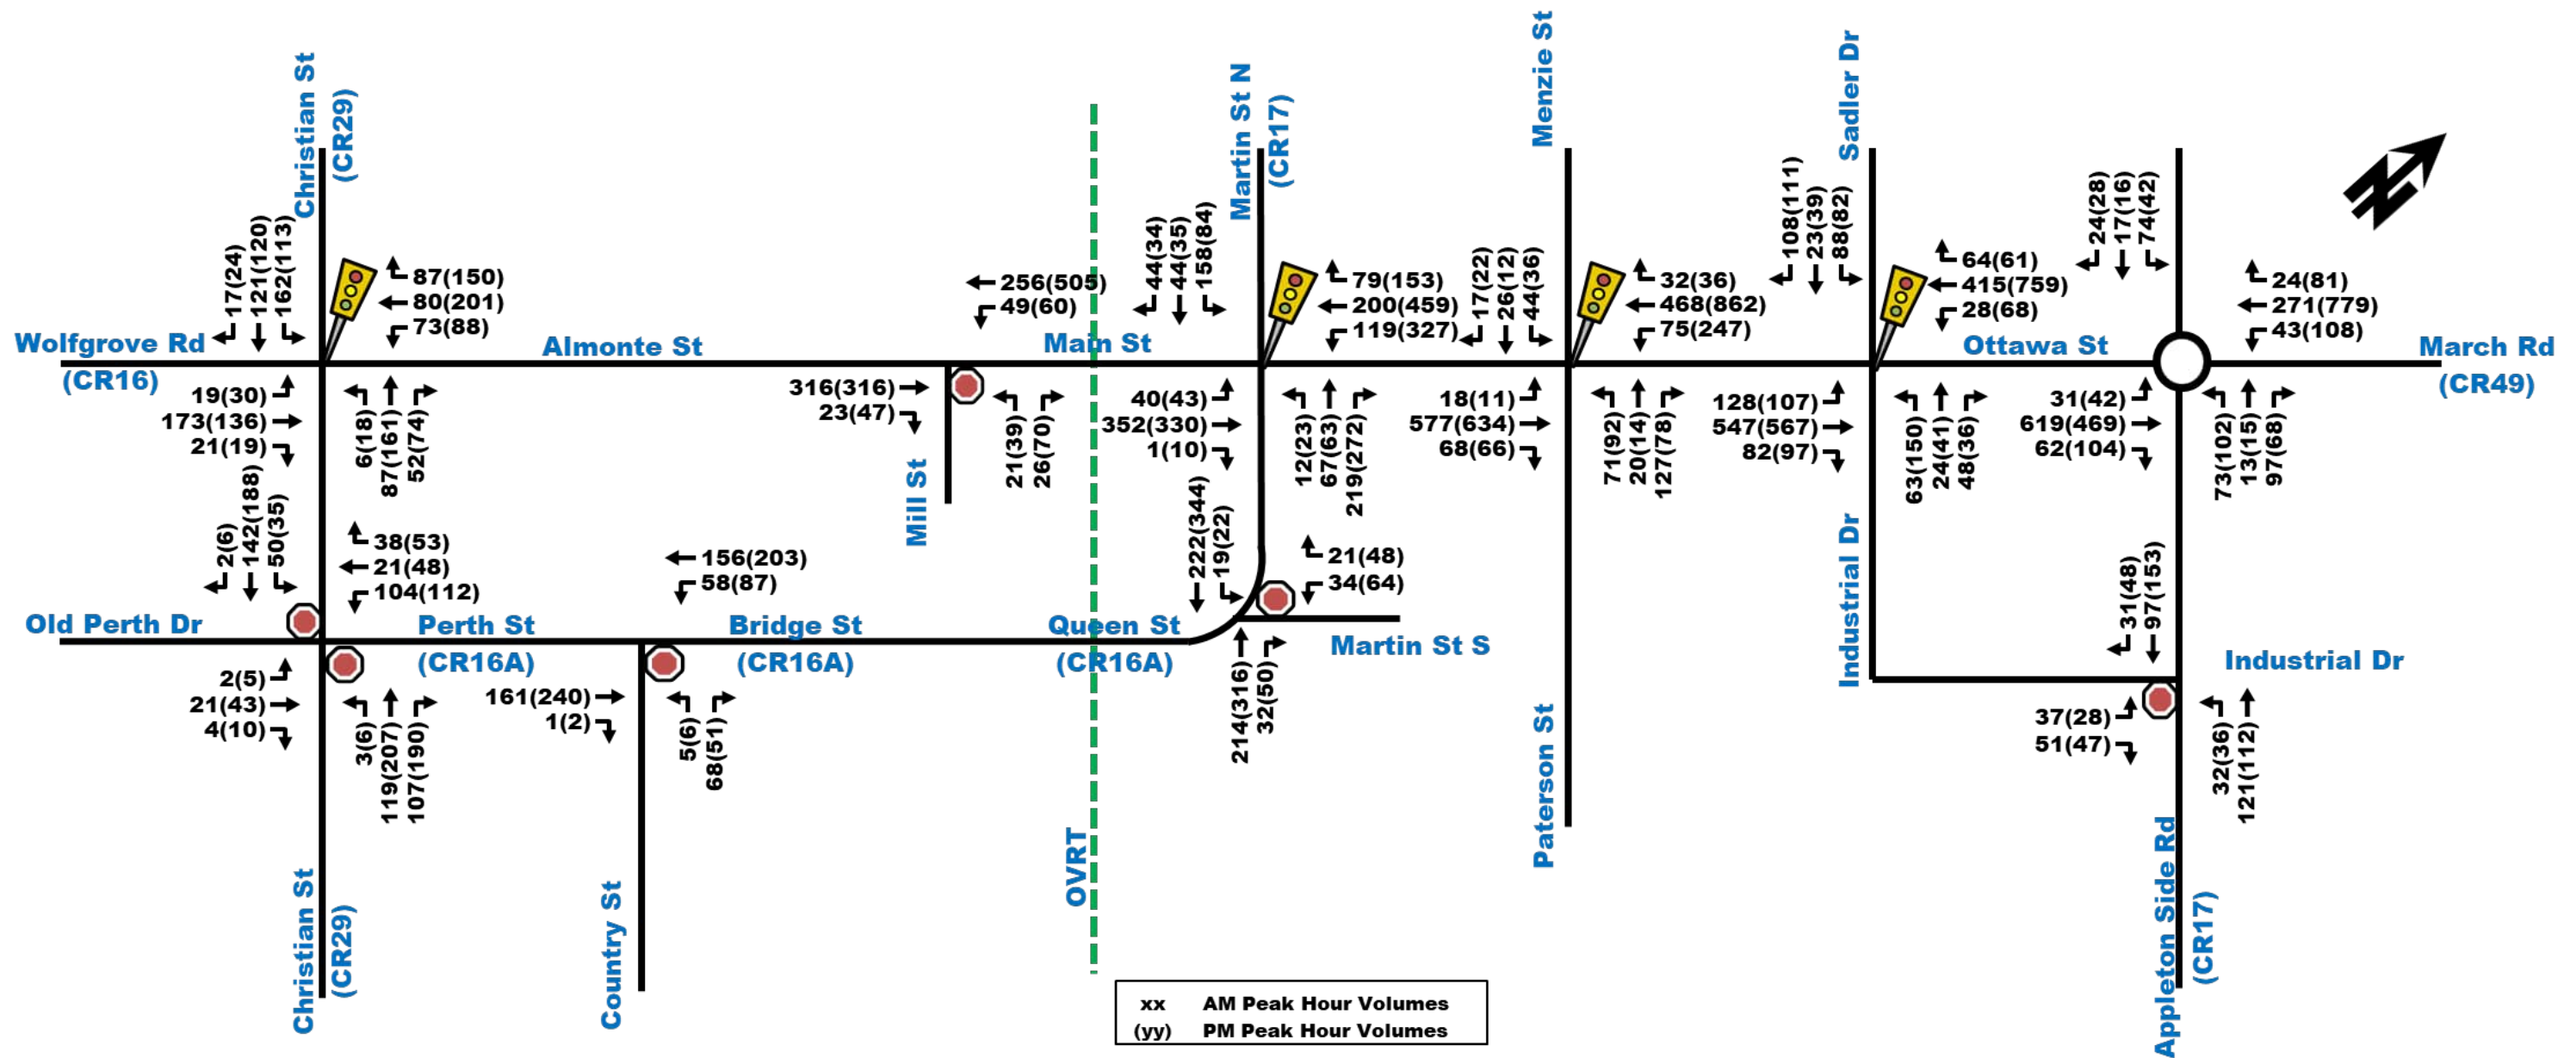 Christian St
(CR29)
Martin St N
(CR17)
Menzie St
Sadler Dr
N
17(24)
121(120)
162(113)
87(150)
80(201)
73(88)
256(505)
49(60)
44(34)
44(35)
158(84)
79(153)
200(459)
119(327)
17(22)
26(12)
44(36)
32(36)
468(862)
75(247)
108(111)
23(39)
88(82)
64(61)
415(759)
28(68)
24(28)
17(16)
74(42)
24(81)
271(779)
43(108)
Wolfgrove Rd
(CR16)
Almonte St
Main St
Ottawa St
March Rd
(CR49)
19(30)
173(136)
21(19)
6(18)
87(161)
52(74)
316(316)
23(47)
Mill St
21(39)
26(70)
40(43)
352(330)
1(10)
12(23)
67(63)
219(272)
18(11)
577(634)
68(66)
71(92)
20(14)
127(78)
128(107)
547(567)
82(97)
63(150)
24(41)
48(36)
31(42)
619(469)
62(104)
73(102)
13(15)
97(68)
2(6)
142(188)
50(35)
38(53)
21(48)
104(112)
156(203)
58(87)
222(344)
19(22)
21(48)
34(64)
Industrial Dr
31(48)
97(153)
Old Perth Dr
Perth St
(CR16A)
Bridge St
(CR16A)
Queen St
(CR16A)
Martin St S
Industrial Dr
2(5)
21(43)
4(10)
3(6)
119(207)
107(190)
161(240)
1(2)
5(6)
68(51)
214(316)
32(50)
37(28)
51(47)
32(36)
121(112)
Christian St
(CR29)
Country St
OVRT
Paterson St
Appleton Side Rd
(CR17)
xx AM Peak Hour Volumes
(yy) PM Peak Hour Volumes